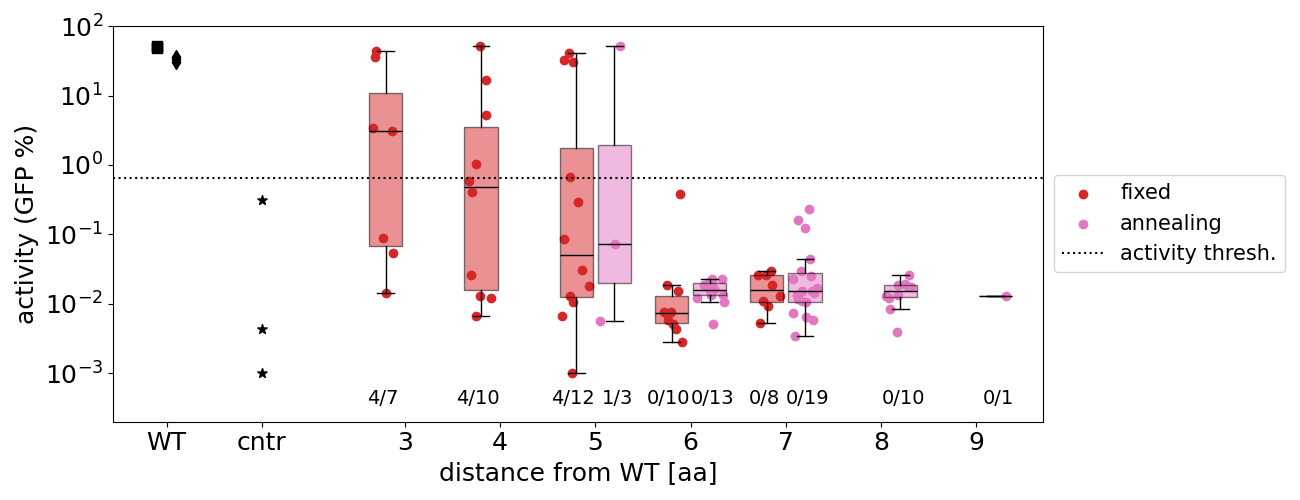 10²
10¹
10⁰
10⁻¹
10⁻²
10⁻³
activity (GFP %)
4/7 4/10 4/12 1/3 0/10 0/13 0/8 0/19 0/10 0/1
WT cntr 3 4 5 6 7 8 9
distance from WT [aa]
fixed
annealing
activity thresh.